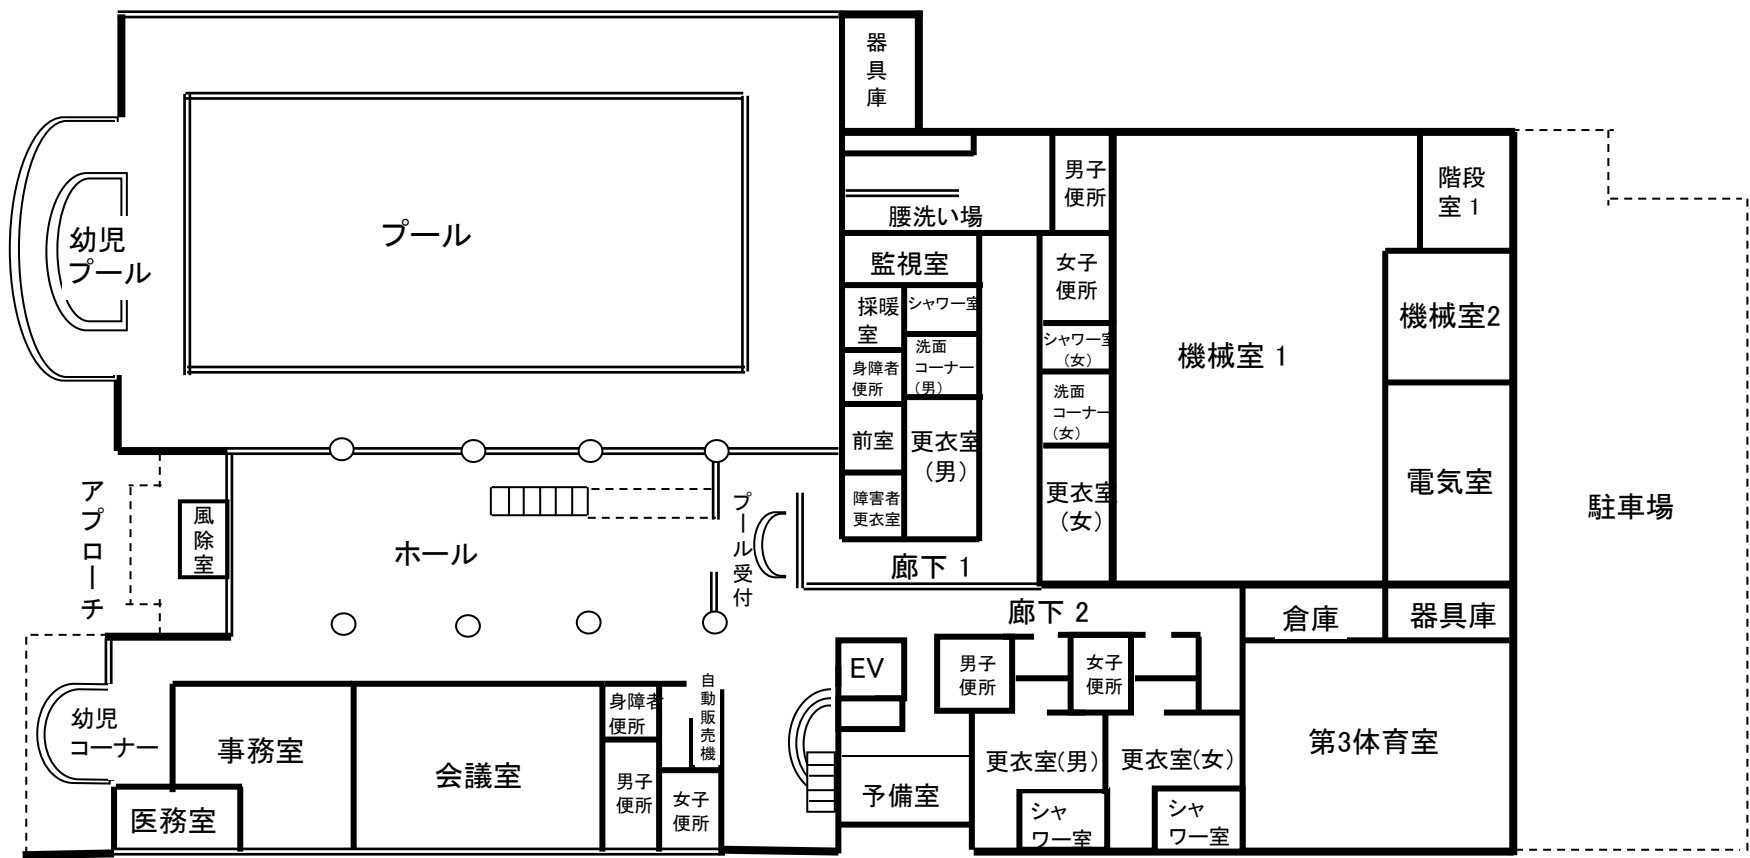 器
具
庫
男子
便所
階段
室1
腰洗い場
幼児
プール
プール
監視室
女子
便所
採暖
室
シャワー室
機械室2
洗面
コーナー
(男)
シャワー室
(女)
機械室1
身障者
便所
洗面
コーナー
(女)
前室
更衣室
(男)
電気室
アプローチ
風
除
室
ホール
プール受付
障害者
更衣室
更衣室
(女)
駐車場
廊下1
廊下2
倉庫
器具庫
EV
男子
便所
女子
便所
幼児
コーナー
事務室
会議室
身障者
便所
自
動
販
売
機
男子
便所
女子
便所
医務室
予備室
更衣室(男)
更衣室(女)
第3体育室
シャ
ワー室
シャ
ワー室